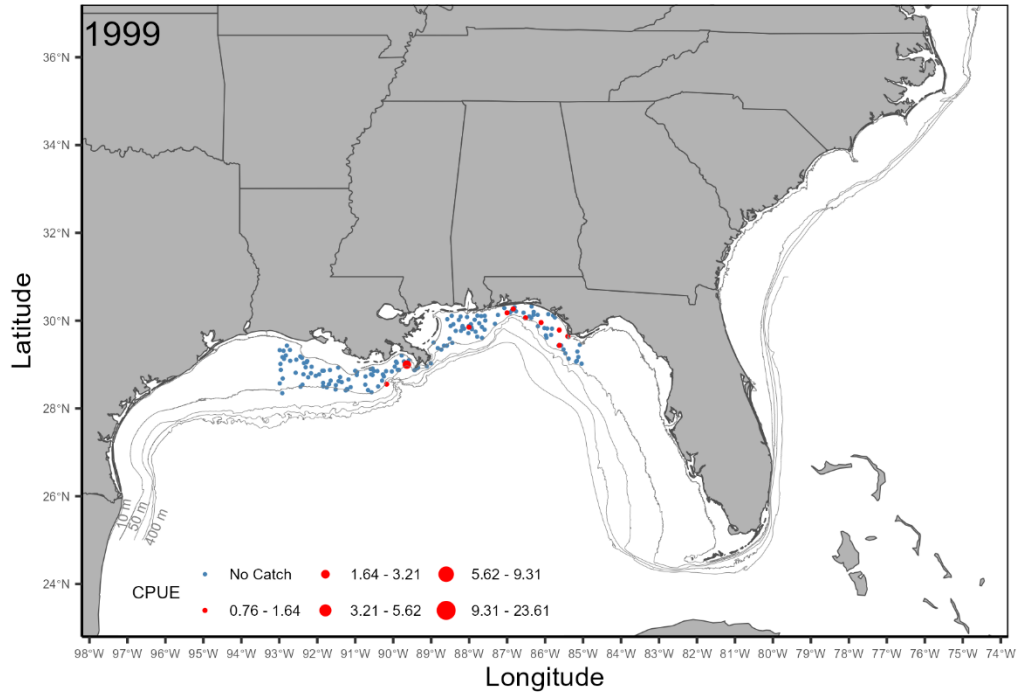 1999
36°N
34°N
32°N
30°N
28°N
26°N
24°N
Latitude
10 m
50 m
400 m
CPUE
No Catch
1.64 - 3.21
5.62 - 9.31
0.76 - 1.64
3.21 - 5.62
9.31 - 23.61
98°W 97°W 96°W 95°W 94°W 93°W 92°W 91°W 90°W 89°W 88°W 87°W 86°W 85°W 84°W 83°W 82°W 81°W 80°W 79°W 78°W 77°W 76°W 75°W 74°W
Longitude